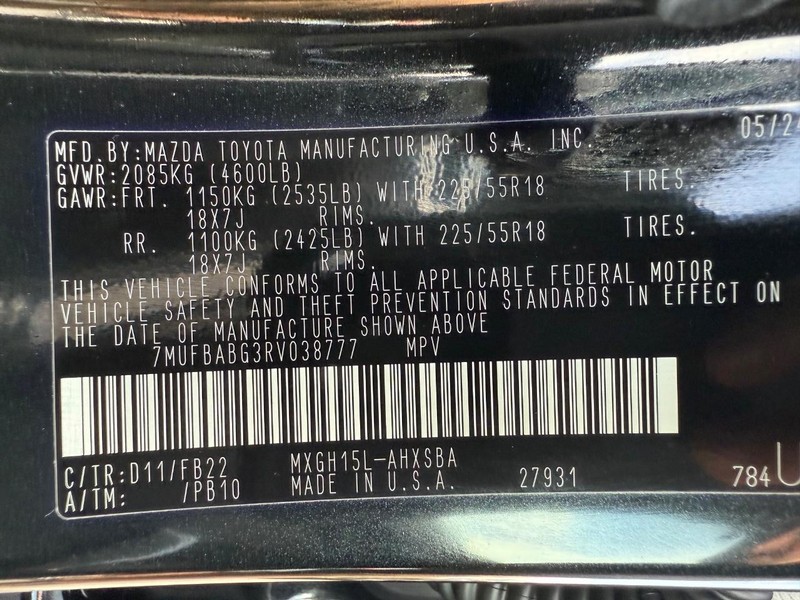 05/24
MFD.BY:MAZDA TOYOTA MANUFACTURING U.S.A. INC.
GVWR:2085KG (4600LB)
GAWR:FRT. 1150KG (2535LB) WITH 225/55R18 TIRES.
18X7J RIMS.
RR. 1100KG (2425LB) WITH 225/55R18 TIRES.
18X7J RIMS.
THIS VEHICLE CONFORMS TO ALL APPLICABLE FEDERAL MOTOR
VEHICLE SAFETY AND THEFT PREVENTION STANDARDS IN EFFECT ON
THE DATE OF MANUFACTURE SHOWN ABOVE
7MUFBABG3RV038777 MPV
C/TR:D11/FB22 MXGH15L-AHXSBA
A/TM: /PB10 MADE IN U.S.A. 27931 784 U